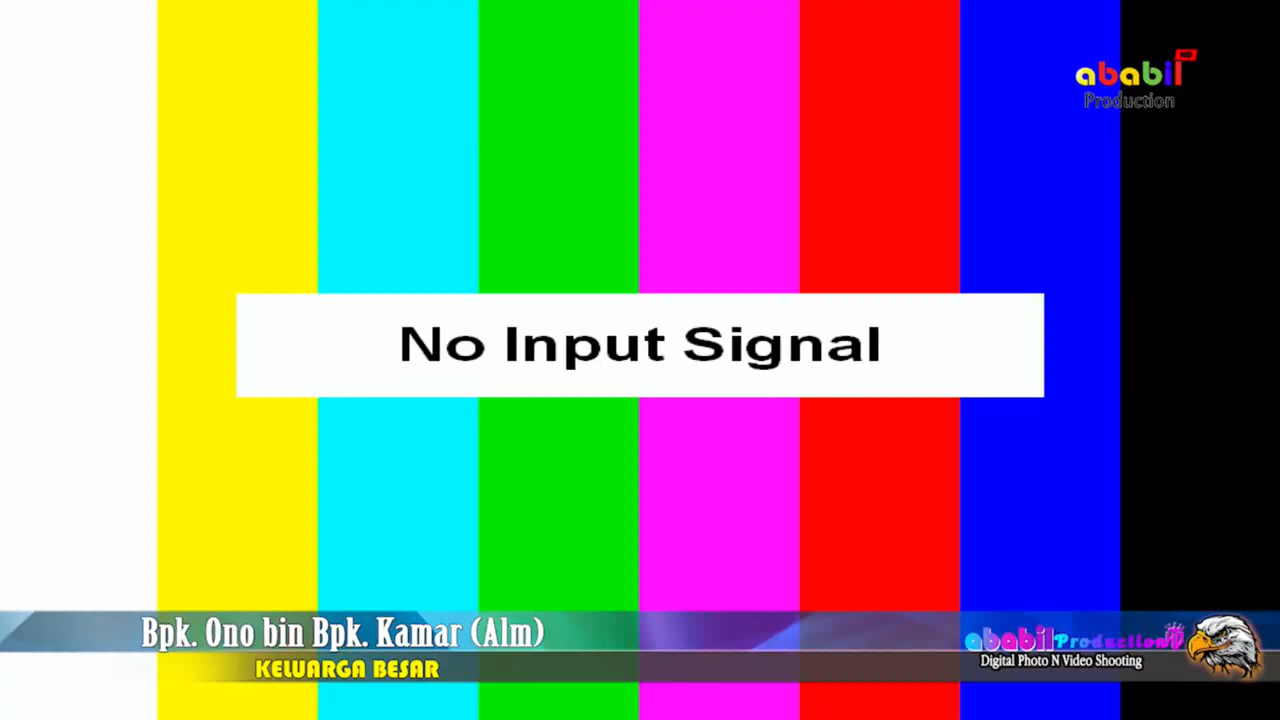 ababil
Production
No Input Signal
Bpk. Ono bin Bpk. Kamar (Alm)
KELUARGA BESAR
ababil Production
Digital Photo N Video Shooting